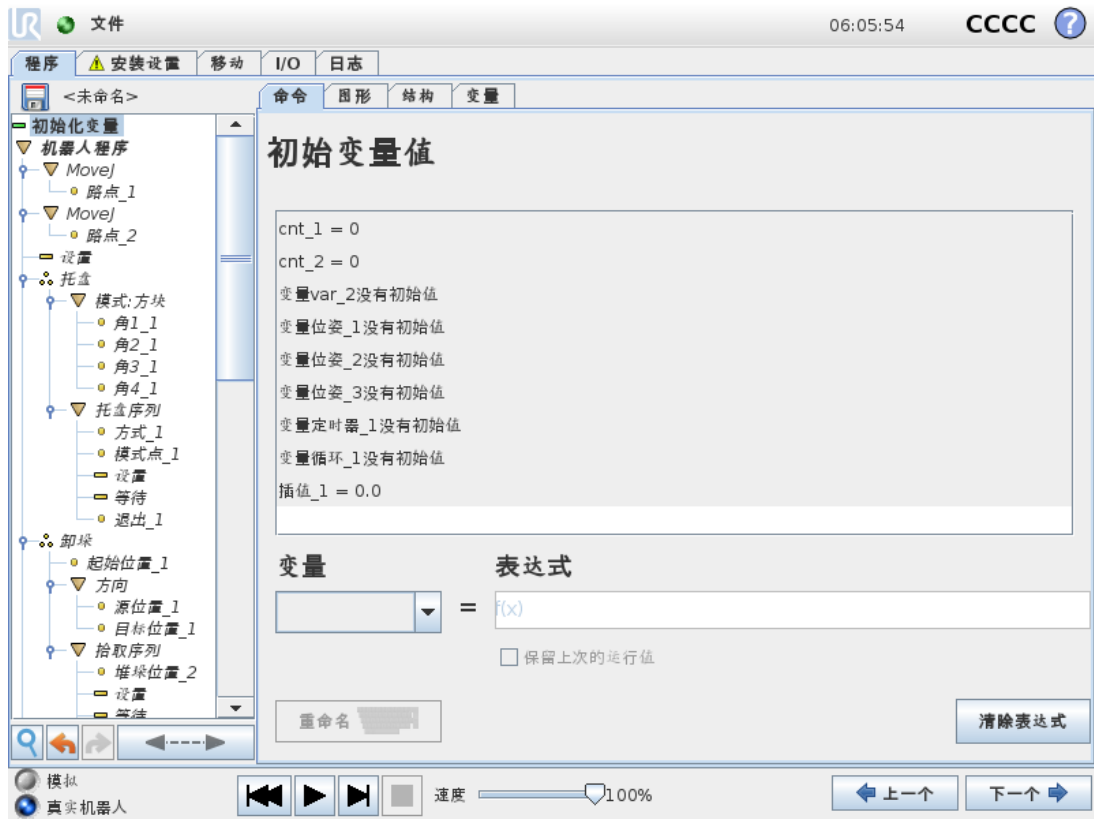 UR 文件 06:05:54 CCCC ?
程序 安装设置 移动 I/O 日志
<未命名> 命令 图形 结构 变量
初始化变量
机器人程序
MoveJ
路点_1
MoveJ
路点_2
设置
托盘
模式:方块
角1_1
角2_1
角3_1
角4_1
托盘序列
方式_1
模式点_1
设置
等待
退出_1
卸垛
起始位置_1
方向
源位置_1
目标位置_1
拾取序列
堆垛位置_2
设置
等待
初始变量值
cnt_1 = 0
cnt_2 = 0
变量var_2没有初始值
变量位姿_1没有初始值
变量位姿_2没有初始值
变量位姿_3没有初始值
变量定时器_1没有初始值
变量循环_1没有初始值
插值_1 = 0.0
变量 表达式
= f(x)
保留上次的运行值
重命名 清除表达式
模拟
真实机器人
速度 100% 上一个 下一个